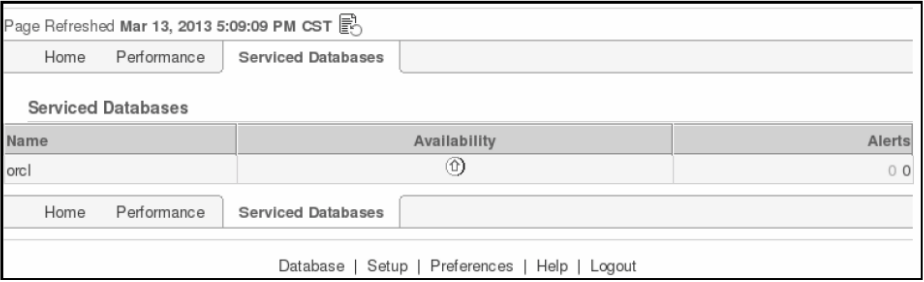 Page Refreshed Mar 13, 2013 5:09:09 PM CST
Home Performance Serviced Databases
Serviced Databases
Name Availability Alerts
orcl 0 0
Home Performance Serviced Databases
Database | Setup | Preferences | Help | Logout